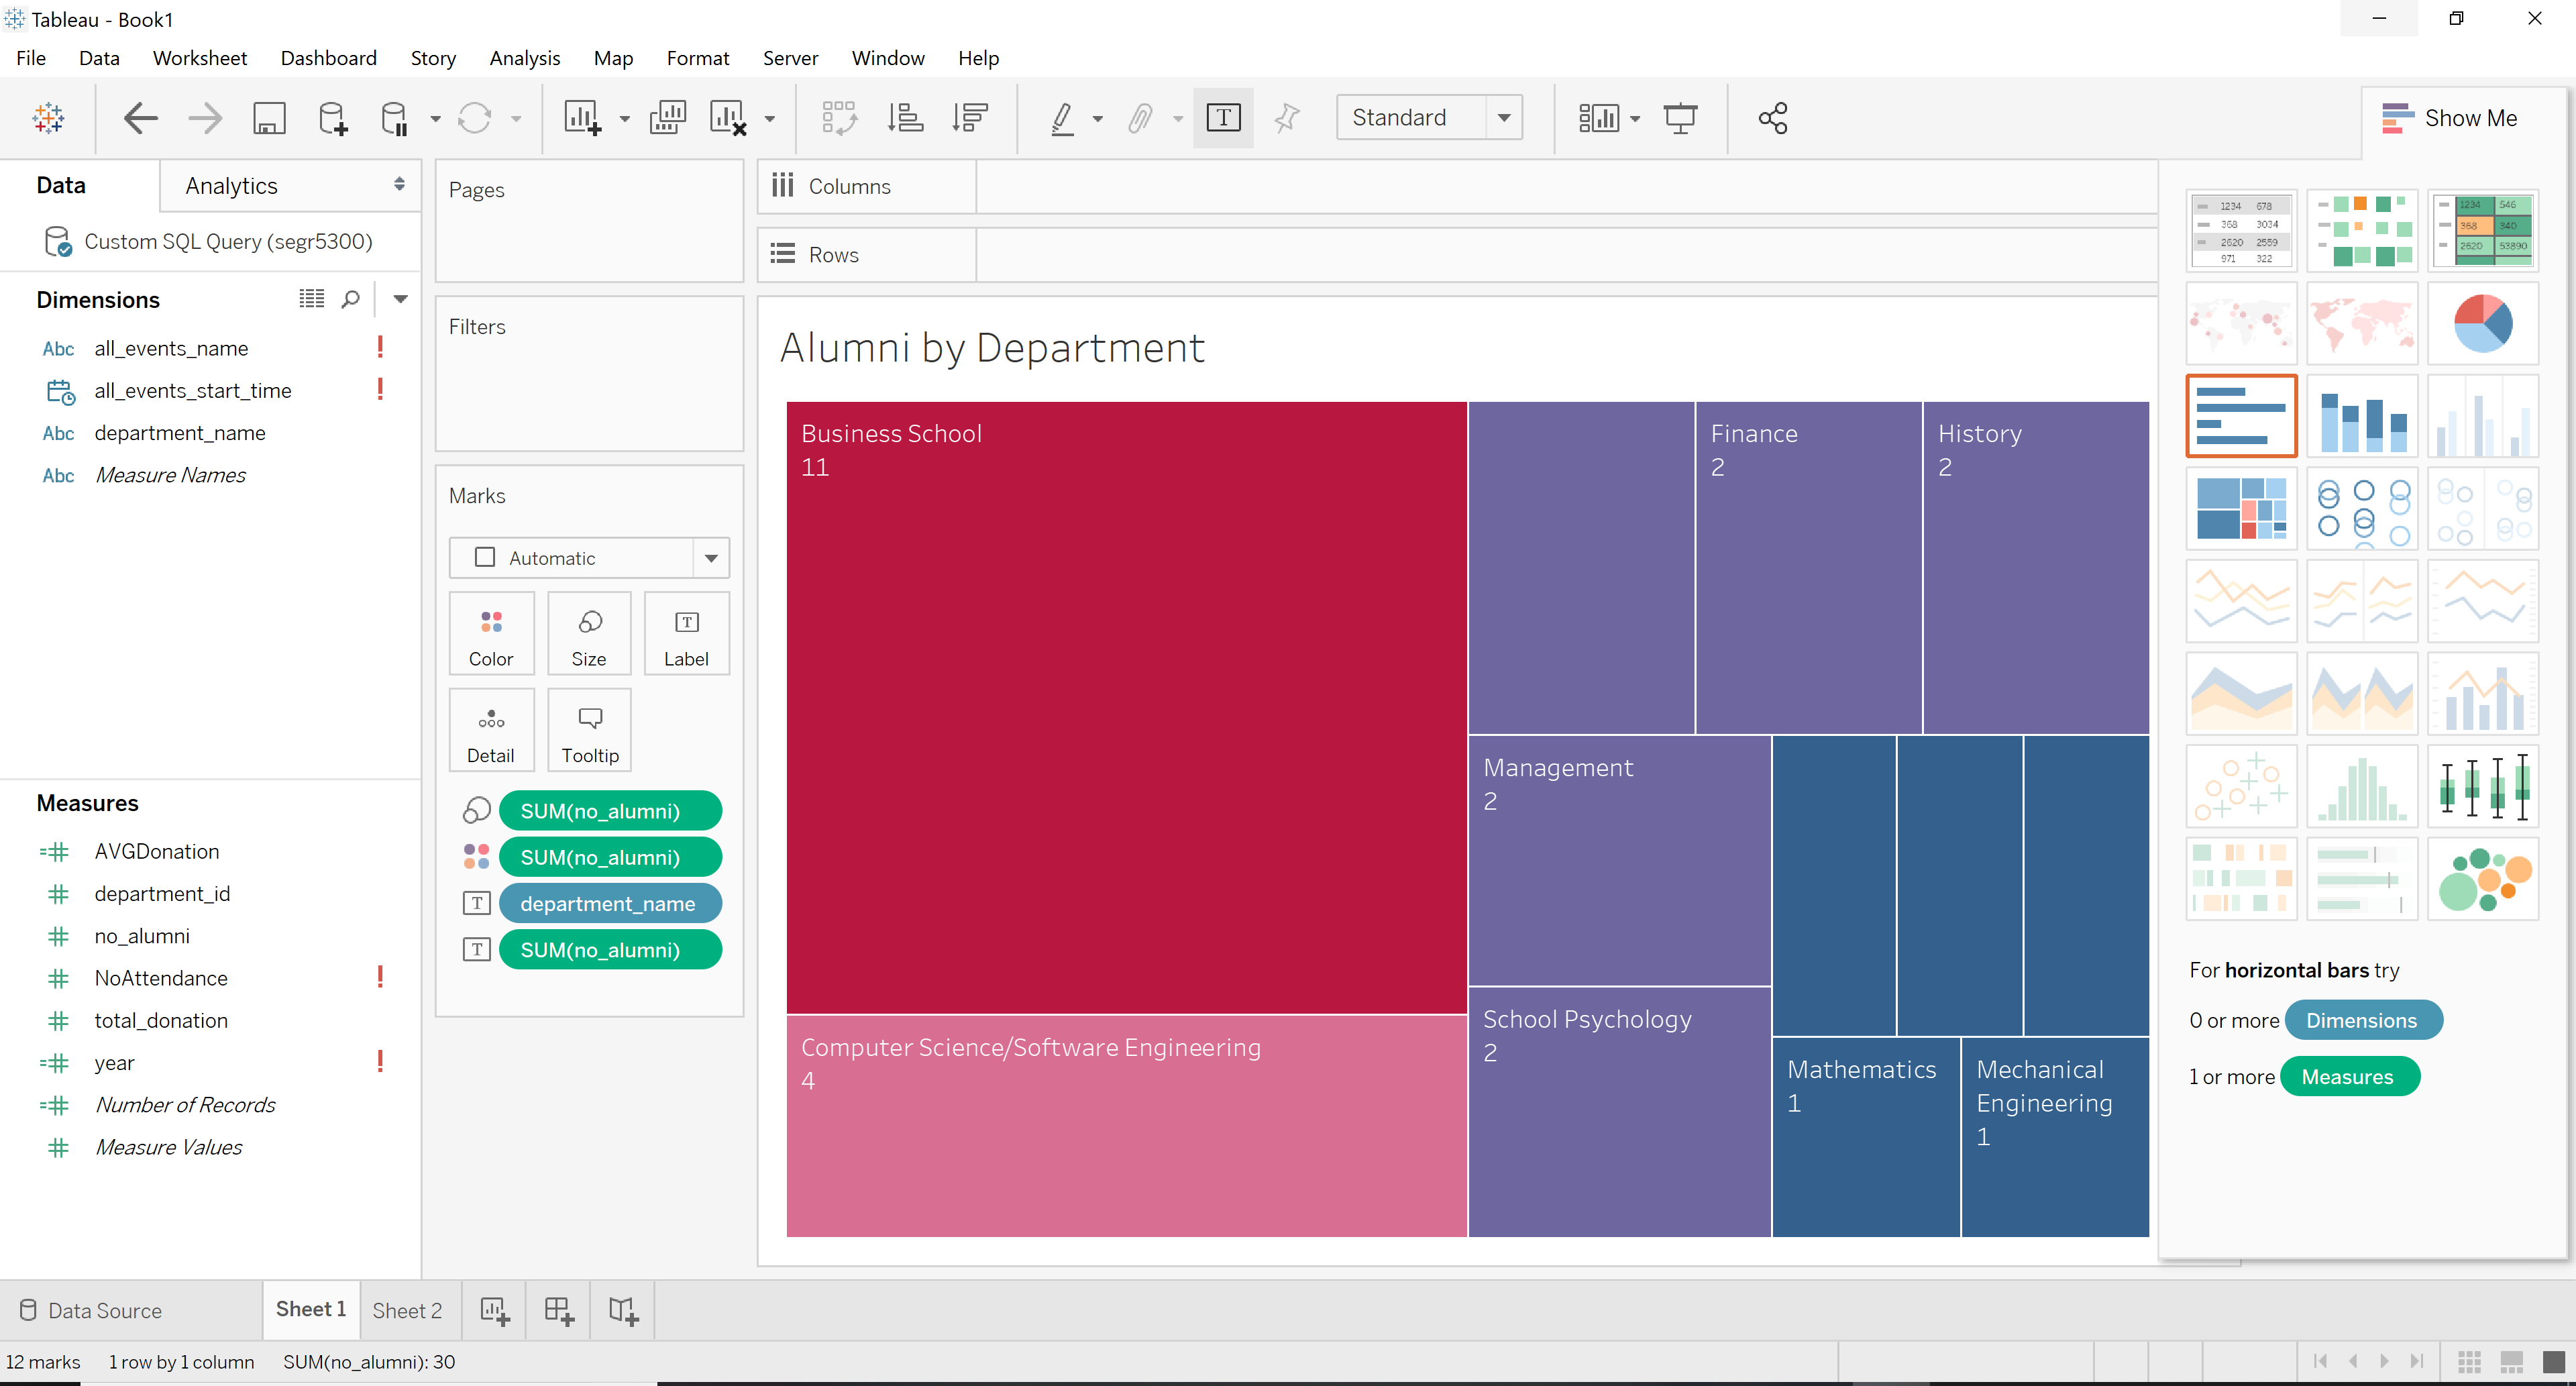 Tableau - Book1
File Data Worksheet Dashboard Story Analysis Map Format Server Window Help
Standard
Show Me
Data
Analytics
Custom SQL Query (segr5300)
Dimensions
Abc all_events_name !
all_events_start_time !
Abc department_name
Abc Measure Names
Measures
=# AVGDonation
# department_id
# no_alumni
# NoAttendance !
# total_donation
=# year !
=# Number of Records
# Measure Values
Pages
Filters
Marks
Automatic
Color
Size
T
Label
Detail
Tooltip
SUM(no_alumni)
SUM(no_alumni)
T department_name
T SUM(no_alumni)
Columns
Rows
Alumni by Department
Business School
11
Computer Science/Software Engineering
4
Finance
2
History
2
Management
2
School Psychology
2
Mathematics
1
Mechanical
Engineering
1
1234 678
368 3034
2620 2559
971 322
1234 546
368 340
2620 53890
For horizontal bars try
0 or more Dimensions
1 or more Measures
Data Source
Sheet 1
Sheet 2
12 marks 1 row by 1 column SUM(no_alumni): 30